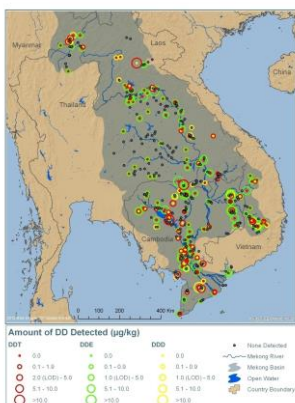 Myanmar
Laos
China
Thailand
Cambodia
Vietnam
200 0 200 400 Km
Amount of DD Detected (µg/kg)
DDT DDE DDD
0.0 0.0 0.0 None Detected
0.1 - 1.9 0.1 - 0.9 0.1 - 0.9 Mekong River
2.0 (LOD) - 5.0 1.0 (LOD) - 5.0 1.0 (LOD) - 5.0 Mekong Basin
5.1 - 10.0 5.1 - 10.0 5.1 - 10.0 Open Water
>10.0 >10.0 >10.0 Country Boundary